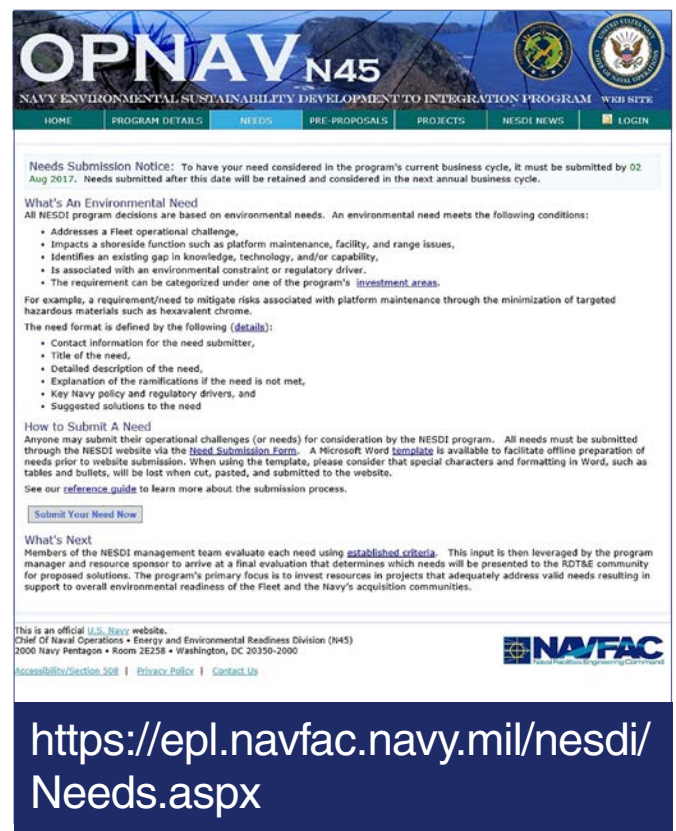 OPNAV N45
NAVY ENVIRONMENTAL SUSTAINABILITY DEVELOPMENT TO INTEGRATION PROGRAM WEB SITE
HOME PROGRAM DETAILS NEEDS PRE-PROPOSALS PROJECTS NESDI NEWS LOGIN
Needs Submission Notice: To have your need considered in the program's current business cycle, it must be submitted by 02
Aug 2017. Needs submitted after this date will be retained and considered in the next annual business cycle.
What's An Environmental Need
All NESDI program decisions are based on environmental needs. An environmental need meets the following conditions:
• Addresses a Fleet operational challenge,
• Impacts a shoreside function such as platform maintenance, facility, and range issues,
• Identifies an existing gap in knowledge, technology, and/or capability,
• Is associated with an environmental constraint or regulatory driver.
• The requirement can be categorized under one of the program's investment areas.
For example, a requirement/need to mitigate risks associated with platform maintenance through the minimization of targeted
hazardous materials such as hexavalent chrome.
The need format is defined by the following (details):
• Contact information for the need submitter,
• Title of the need,
• Detailed description of the need,
• Explanation of the ramifications if the need is not met,
• Key Navy policy and regulatory drivers, and
• Suggested solutions to the need
How to Submit A Need
Anyone may submit their operational challenges (or needs) for consideration by the NESDI program. All needs must be submitted
through the NESDI website via the Need Submission Form. A Microsoft Word template is available to facilitate offline preparation of
needs prior to website submission. When using the template, please consider that special characters and formatting in Word, such as
tables and bullets, will be lost when cut, pasted, and submitted to the website.
See our reference guide to learn more about the submission process.
Submit Your Need Now
What's Next
Members of the NESDI management team evaluate each need using established criteria. This input is then leveraged by the program
manager and resource sponsor to arrive at a final evaluation that determines which needs will be presented to the RDT&E community
for proposed solutions. The program's primary focus is to invest resources in projects that adequately address valid needs resulting in
support to overall environmental readiness of the Fleet and the Navy's acquisition communities.
This is an official U.S. Navy website.
Chief Of Naval Operations • Energy and Environmental Readiness Division (N45)
2000 Navy Pentagon • Room 2E258 • Washington, DC 20350-2000
Accessibility/Section 508 | Privacy Policy | Contact Us
NAVFAC
Naval Facilities Engineering Command
https://epl.navfac.navy.mil/nesdi/
Needs.aspx